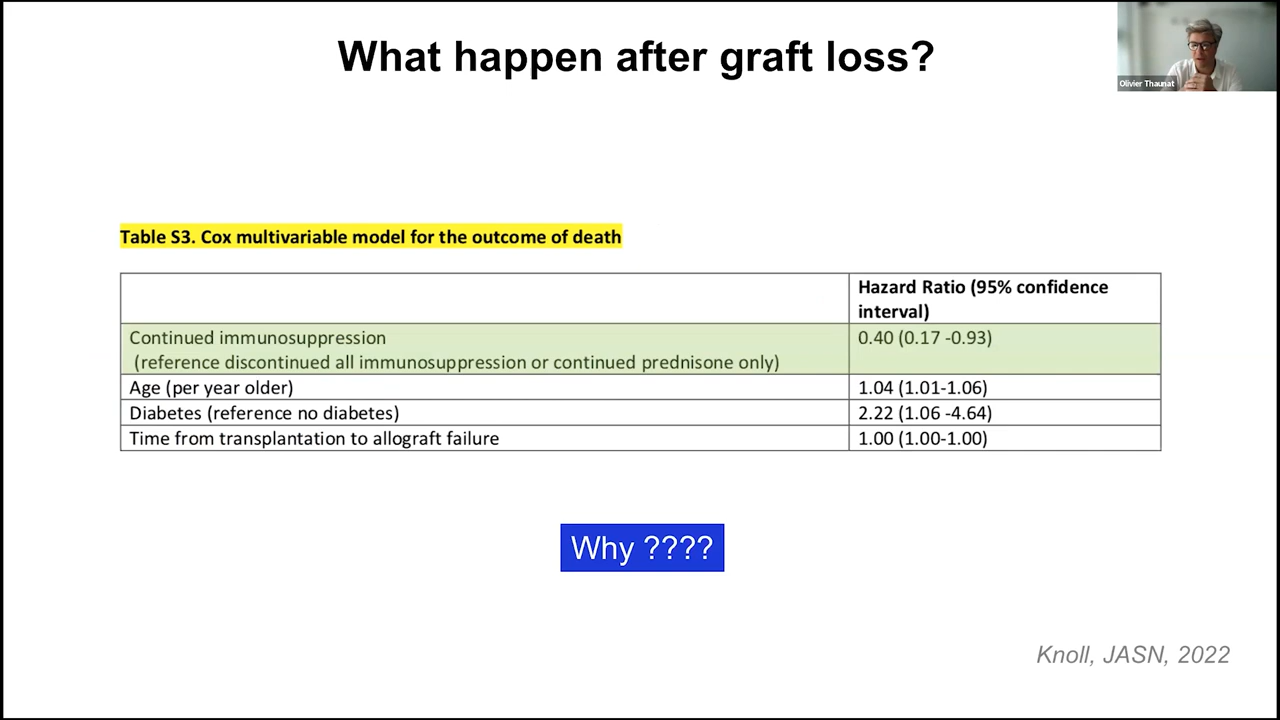 What happen after graft loss?
Olivier Thaunat
Table S3. Cox multivariable model for the outcome of death
Hazard Ratio (95% confidence
interval)
Continued immunosuppression 0.40 (0.17 -0.93)
(reference discontinued all immunosuppression or continued prednisone only)
Age (per year older) 1.04 (1.01-1.06)
Diabetes (reference no diabetes) 2.22 (1.06 -4.64)
Time from transplantation to allograft failure 1.00 (1.00-1.00)
Why ????
Knoll, JASN, 2022